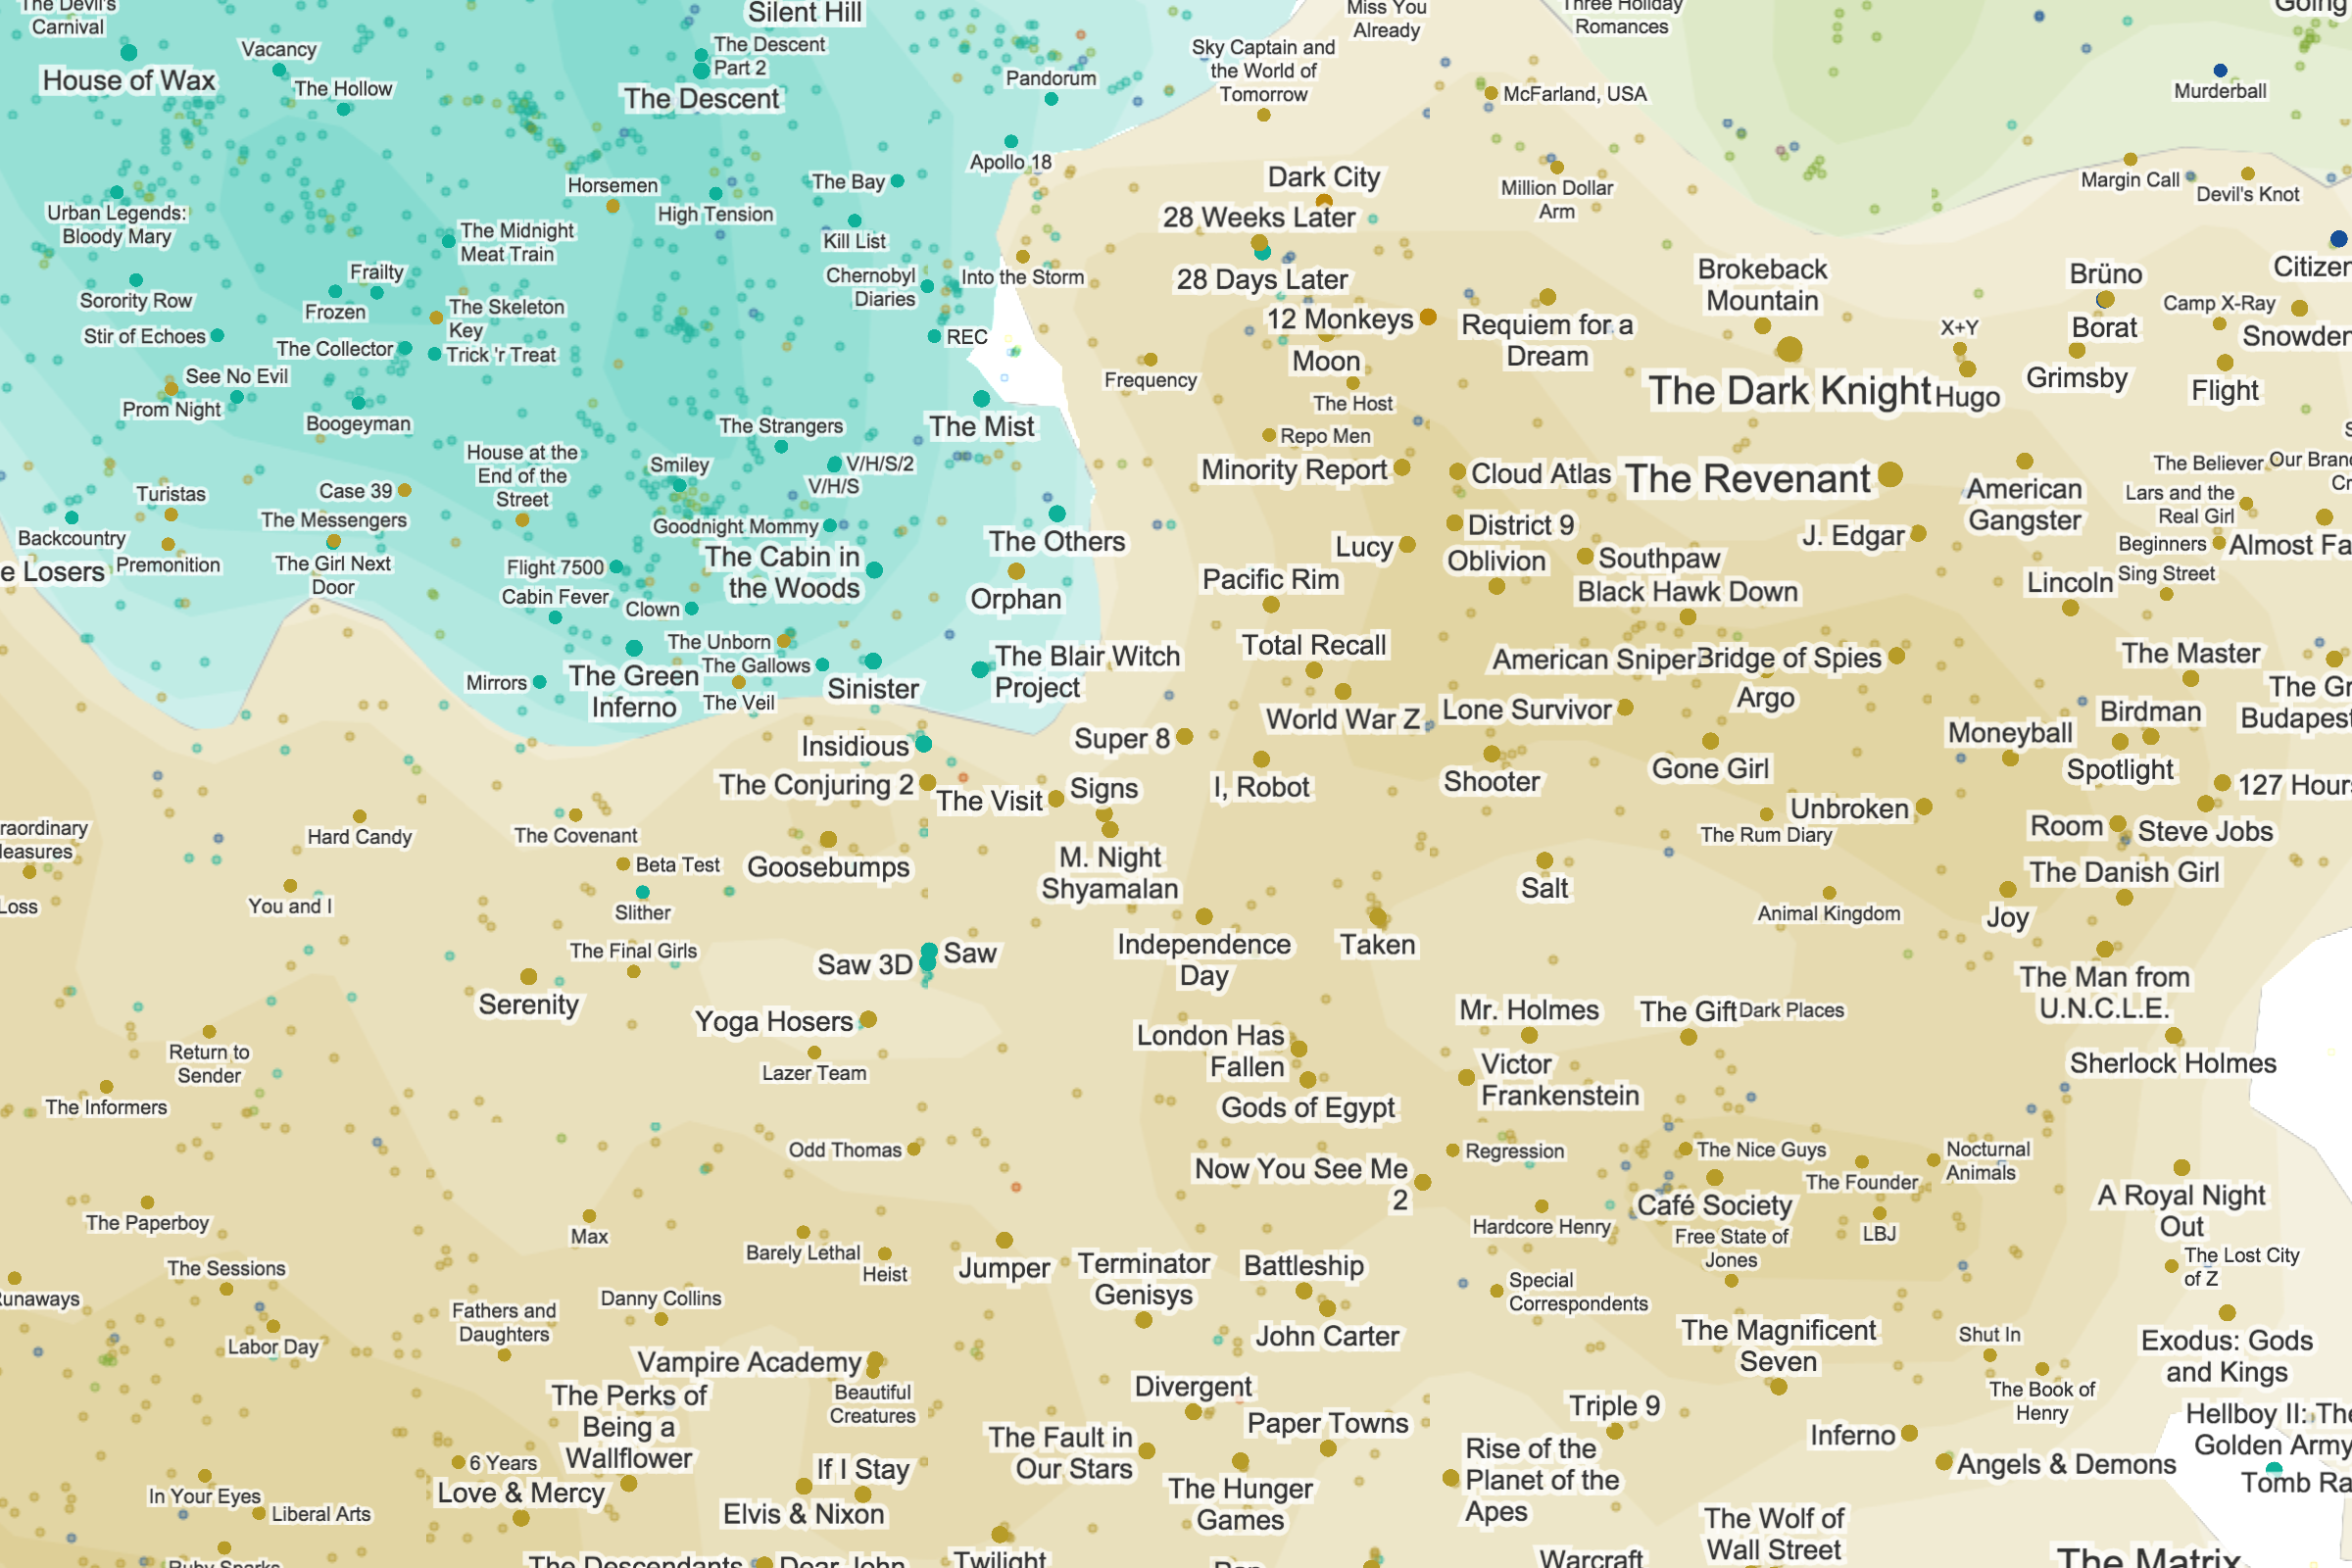 The Devil's
Carnival
Silent Hill
Miss You
Already
Three Holiday
Romances
Going
Vacancy
The Descent
Part 2
Sky Captain and
the World of
Tomorrow
House of Wax
The Hollow
The Descent
Pandorum
McFarland, USA
Murderball
Apollo 18
Dark City
Million Dollar
Arm
Margin Call
Devil's Knot
Horsemen
The Bay
High Tension
28 Weeks Later
Urban Legends:
Bloody Mary
The Midnight
Meat Train
Kill List
28 Days Later
Brokeback
Mountain
Brüno
Citizen
Frailty
Chernobyl
Diaries
Into the Storm
Sorority Row
Frozen
The Skeleton
Key
12 Monkeys
Requiem for a
Dream
X+Y
Borat
Camp X-Ray
Snowden
Stir of Echoes
The Collector
Trick 'r Treat
REC
Moon
Frequency
The Dark Knight
Hugo
Grimsby
Flight
See No Evil
Prom Night
Boogeyman
The Host
The Strangers
The Mist
Repo Men
House at the
End of the
Street
Smiley
V/H/S/2
V/H/S
Minority Report
Cloud Atlas
The Revenant
American
Gangster
The Believer
Our Brand
Cr
Lars and the
Real Girl
Turistas
Case 39
The Messengers
Backcountry
Goodnight Mommy
The Others
District 9
J. Edgar
Lucy
Beginners
Almost Fa
e Losers
Premonition
The Girl Next
Door
Flight 7500
The Cabin in
the Woods
Oblivion
Southpaw
Pacific Rim
Black Hawk Down
Lincoln
Sing Street
Cabin Fever
Clown
Orphan
The Unborn
The Gallows
Total Recall
The Blair Witch
Project
American Sniper
Bridge of Spies
The Master
Mirrors
The Green
Inferno
The Veil
Sinister
Argo
The Gr
Budapest
World War Z
Lone Survivor
Birdman
Moneyball
Insidious
Super 8
Spotlight
The Conjuring 2
The Visit
Signs
I, Robot
Shooter
Gone Girl
127 Hours
raordinary
leasures
Hard Candy
The Covenant
Unbroken
The Rum Diary
Room
Steve Jobs
Beta Test
Goosebumps
M. Night
Shyamalan
The Danish Girl
Salt
Loss
You and I
Slither
Animal Kingdom
Joy
The Final Girls
Saw 3D
Saw
Independence
Day
Taken
The Man from
U.N.C.L.E.
Serenity
Yoga Hosers
Mr. Holmes
The Gift
Dark Places
Return to
Sender
Lazer Team
London Has
Fallen
Victor
Frankenstein
Sherlock Holmes
The Informers
Gods of Egypt
Odd Thomas
Regression
The Nice Guys
Nocturnal
Animals
Now You See Me
2
The Founder
A Royal Night
Out
The Paperboy
Max
Barely Lethal
Heist
Hardcore Henry
Café Society
LBJ
Free State of
Jones
The Sessions
Jumper
Terminator
Genisys
Battleship
Special
Correspondents
The Lost City
of Z
Runaways
Danny Collins
Fathers and
Daughters
Labor Day
John Carter
The Magnificent
Seven
Shut In
Exodus: Gods
and Kings
Vampire Academy
Beautiful
Creatures
Divergent
The Book of
Henry
The Perks of
Being a
Wallflower
Paper Towns
Triple 9
Hellboy II: The
Golden Army
The Fault in
Our Stars
Rise of the
Planet of the
Apes
Inferno
Angels & Demons
6 Years
If I Stay
Tomb Ra
In Your Eyes
Love & Mercy
The Hunger
Games
Liberal Arts
Elvis & Nixon
The Wolf of
Wall Street
Ruby Sparks
The Descendants
Dear John
Twilight
Pan
Warcraft
The Matrix